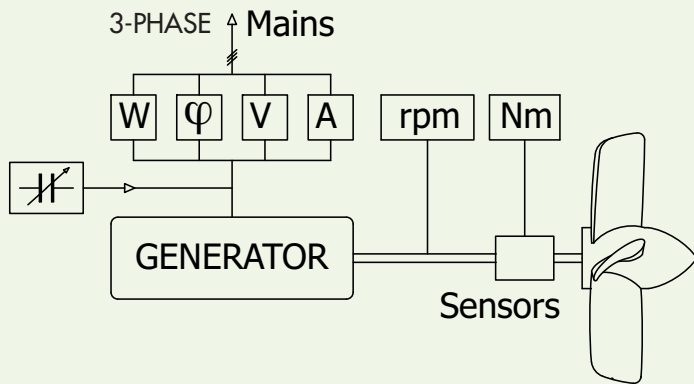 3-PHASE Mains
W φ V A rpm Nm
GENERATOR
Sensors